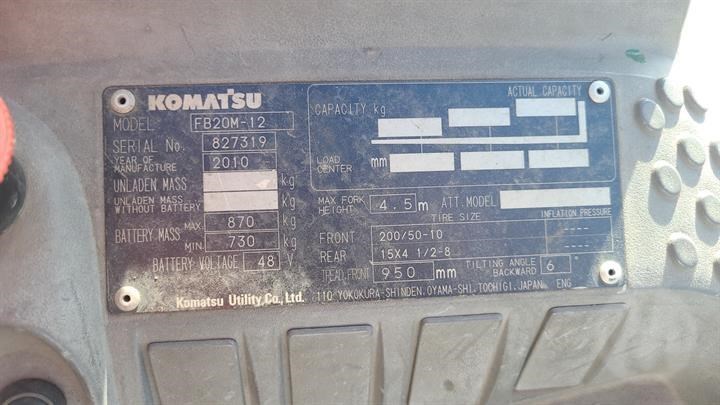 KOMATSU
MODEL FB20M-12
SERIAL No. 827319
YEAR OF MANUFACTURE 2010
UNLADEN MASS kg
UNLADEN MASS WITHOUT BATTERY kg
BATTERY MASS MAX. 870 kg
MIN. 730 kg
BATTERY VOLTAGE 48 V
Komatsu Utility Co., Ltd.
CAPACITY kg
ACTUAL CAPACITY
LOAD CENTER mm
MAX FORK HEIGHT 4.5 m ATT. MODEL
TIRE SIZE INFLATION PRESSURE
FRONT 200/50-10 ----
REAR 15X4 1/2-8 ----
TREAD, FRONT 950 mm TILTING ANGLE BACKWARD 6°
110 YOKOKURA-SHINDEN, OYAMA-SHI, TOCHIGI, JAPAN ENG